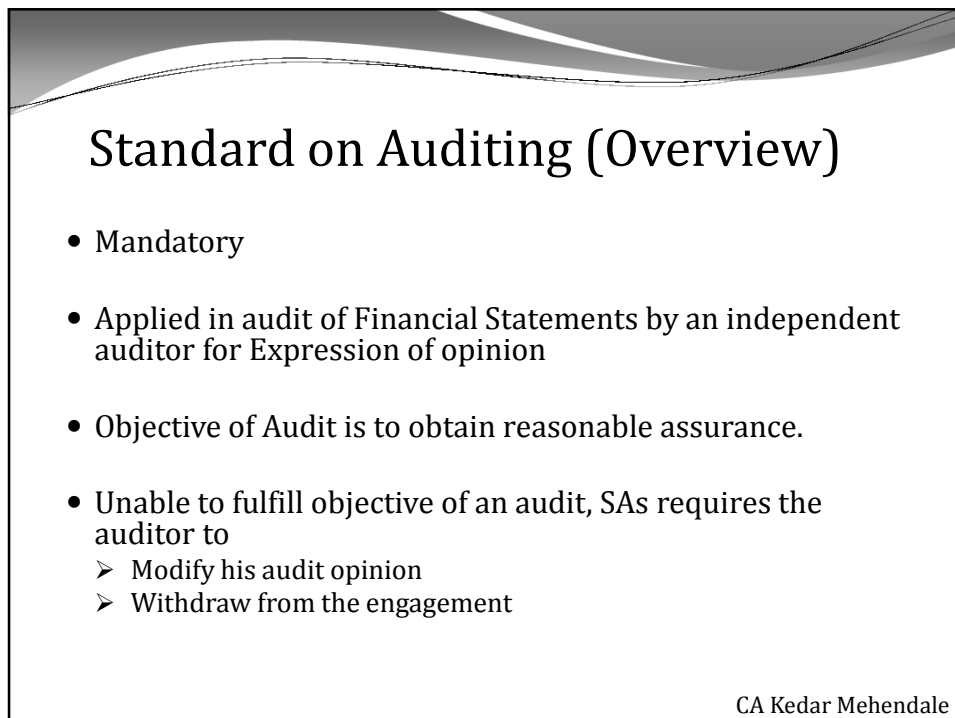 Standard on Auditing (Overview)
• Mandatory
• Applied in audit of Financial Statements by an independent
auditor for Expression of opinion
• Objective of Audit is to obtain reasonable assurance.
• Unable to fulfill objective of an audit, SAs requires the
auditor to
➢ Modify his audit opinion
➢ Withdraw from the engagement
CA Kedar Mehendale